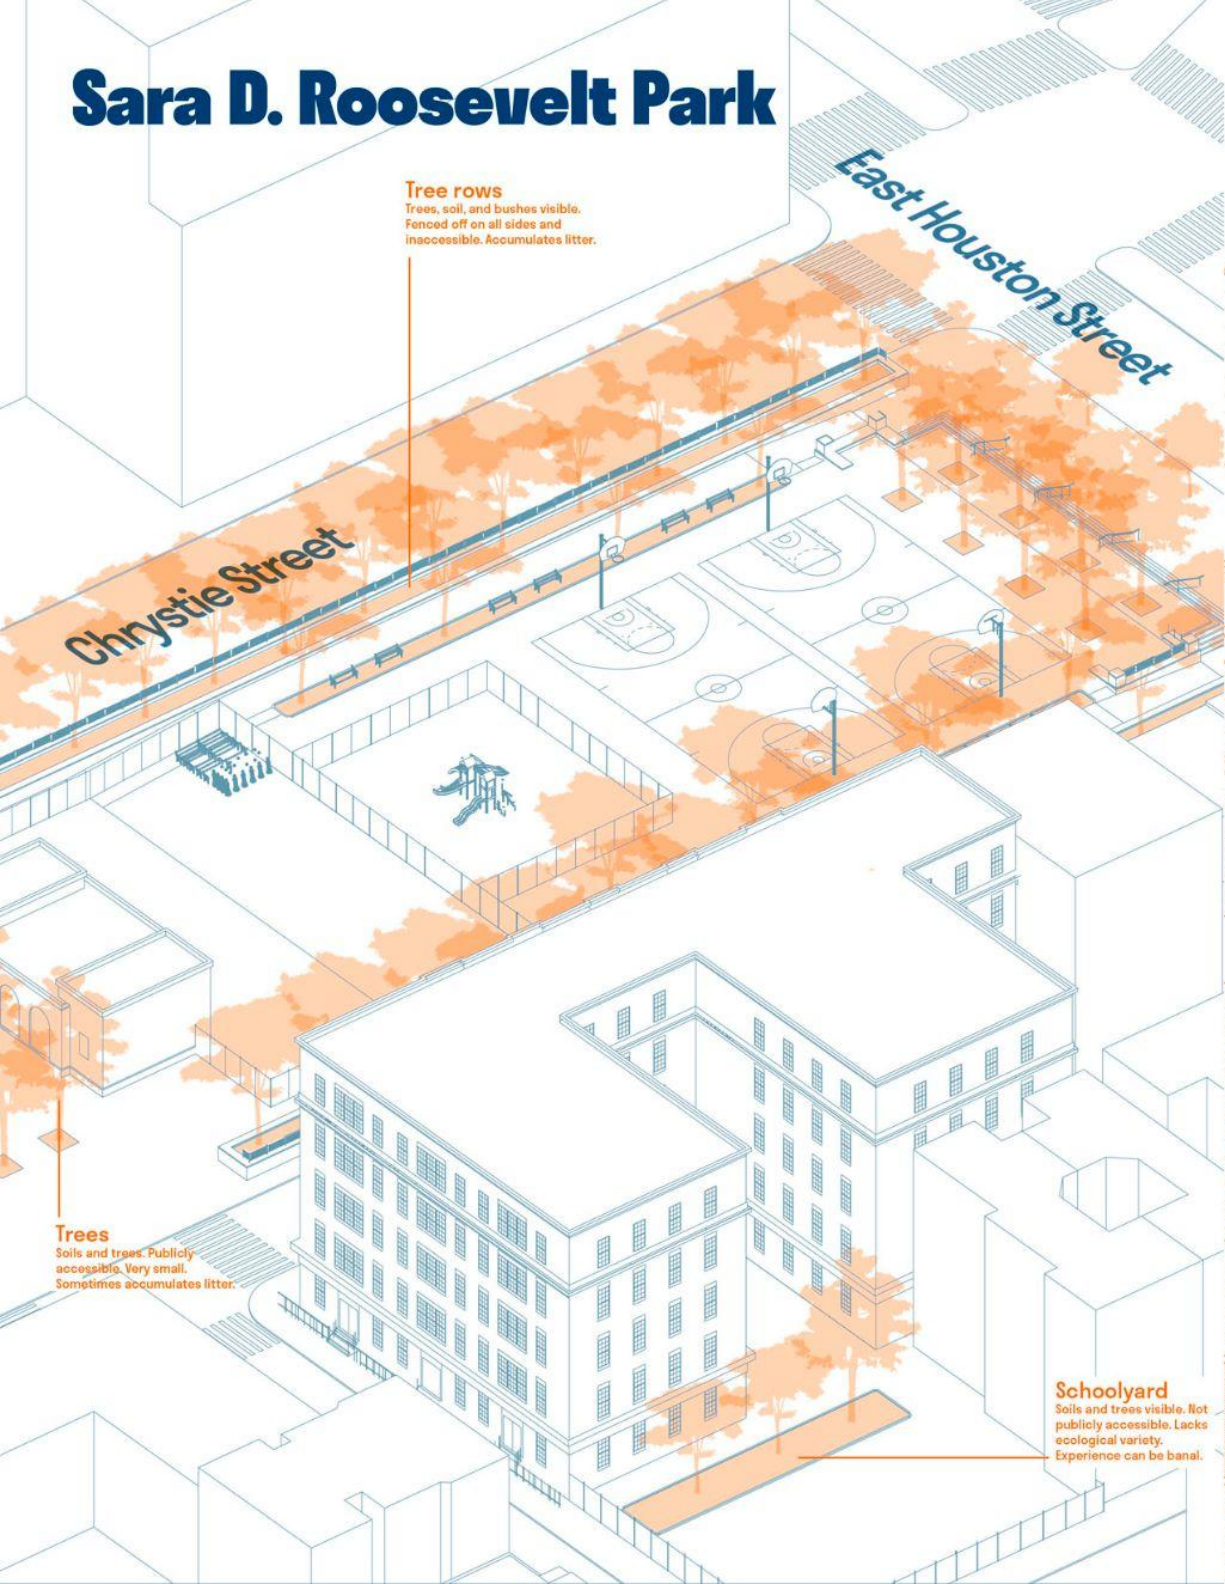 Sara D. Roosevelt Park
Tree rows
Trees, soil, and bushes visible.
Fenced off on all sides and
inaccessible. Accumulates litter.
East Houston Street
Chrystie Street
Trees
Soils and trees. Publicly
accessible. Very small.
Sometimes accumulates litter.
Schoolyard
Soils and trees visible. Not
publicly accessible. Lacks
ecological variety.
Experience can be banal.